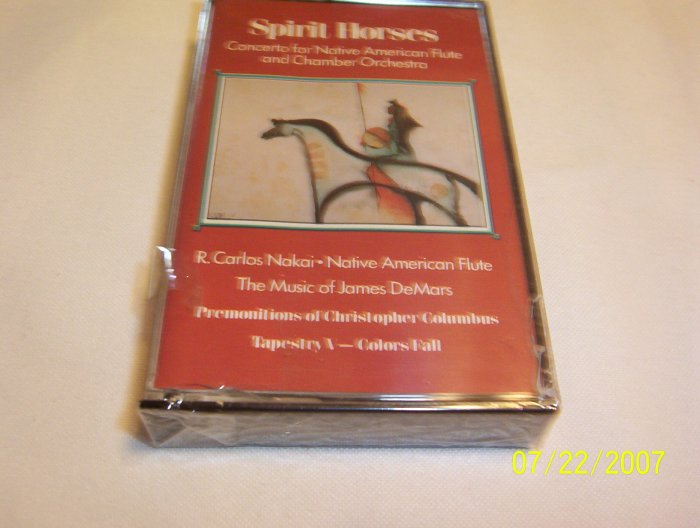 Spirit Horses
Concerto for Native American Flute
and Chamber Orchestra
R. Carlos Nakai • Native American Flute
The Music of James DeMars
Premonitions of Christopher Columbus
Tapestry V — Colors Fall
07/22/2007